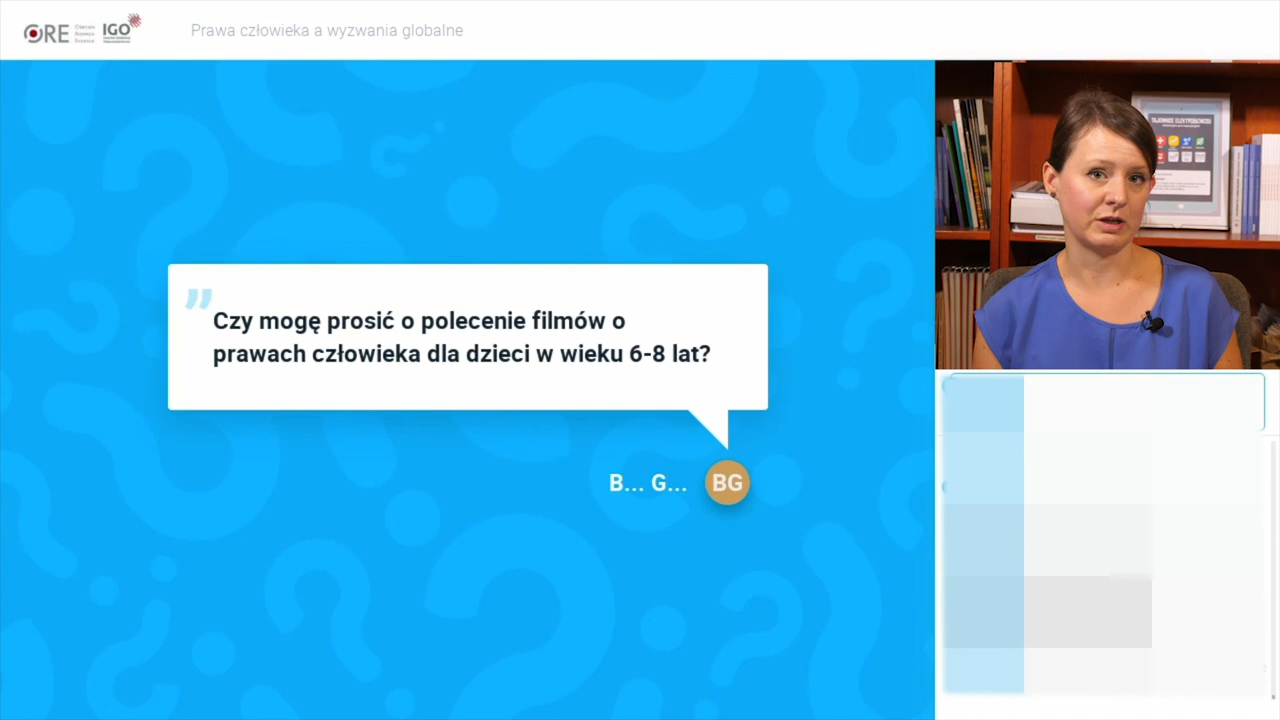 ORE
IGO
Prawa człowieka a wyzwania globalne
Czy mogę prosić o polecenie filmów o
prawach człowieka dla dzieci w wieku 6-8 lat?
B... G...
BG